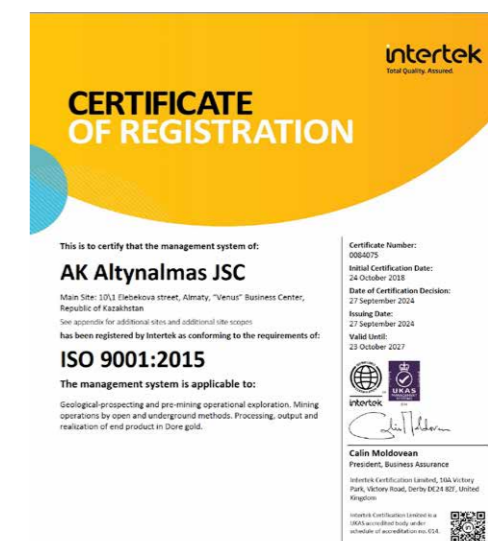 intertek
Total Quality. Assured.
CERTIFICATE
OF REGISTRATION
This is to certify that the management system of:
AK Altynalmas JSC
Main Site: 10\1 Elebekova street, Almaty, "Venus" Business Center,
Republic of Kazakhstan
See appendix for additional sites and additional site scopes
has been registered by Intertek as conforming to the requirements of:
ISO 9001:2015
The management system is applicable to:
Geological-prospecting and pre-mining operational exploration. Mining
operations by open and underground methods. Processing, output and
realization of end product in Dore gold.
Certificate Number:
0084075
Initial Certification Date:
24 October 2018
Date of Certification Decision:
27 September 2024
Issuing Date:
27 September 2024
Valid Until:
23 October 2027
intertek
UKAS
MANAGEMENT
SYSTEMS
Calin Moldovean
President, Business Assurance
Intertek Certification Limited, 10A Victory
Park, Victory Road, Derby DE24 8ZF, United
Kingdom
Intertek Certification Limited is a
UKAS accredited body under
schedule of accreditation no. 014.